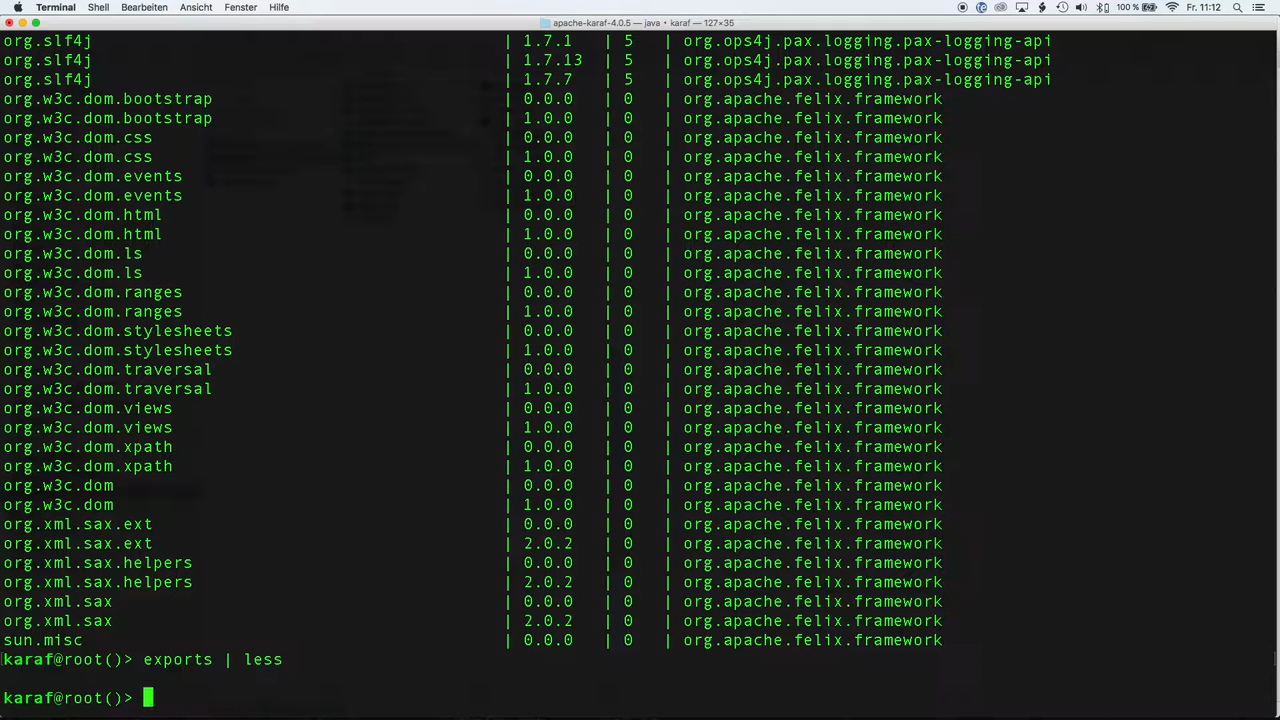 Terminal Shell Bearbeiten Ansicht Fenster Hilfe 100 % Fr. 11:12
apache-karaf-4.0.5 — java • karaf — 127×35
org.slf4j | 1.7.1 | 5 | org.ops4j.pax.logging.pax-logging-api
org.slf4j | 1.7.13 | 5 | org.ops4j.pax.logging.pax-logging-api
org.slf4j | 1.7.7 | 5 | org.ops4j.pax.logging.pax-logging-api
org.w3c.dom.bootstrap | 0.0.0 | 0 | org.apache.felix.framework
org.w3c.dom.bootstrap | 1.0.0 | 0 | org.apache.felix.framework
org.w3c.dom.css | 0.0.0 | 0 | org.apache.felix.framework
org.w3c.dom.css | 1.0.0 | 0 | org.apache.felix.framework
org.w3c.dom.events | 0.0.0 | 0 | org.apache.felix.framework
org.w3c.dom.events | 1.0.0 | 0 | org.apache.felix.framework
org.w3c.dom.html | 0.0.0 | 0 | org.apache.felix.framework
org.w3c.dom.html | 1.0.0 | 0 | org.apache.felix.framework
org.w3c.dom.ls | 0.0.0 | 0 | org.apache.felix.framework
org.w3c.dom.ls | 1.0.0 | 0 | org.apache.felix.framework
org.w3c.dom.ranges | 0.0.0 | 0 | org.apache.felix.framework
org.w3c.dom.ranges | 1.0.0 | 0 | org.apache.felix.framework
org.w3c.dom.stylesheets | 0.0.0 | 0 | org.apache.felix.framework
org.w3c.dom.stylesheets | 1.0.0 | 0 | org.apache.felix.framework
org.w3c.dom.traversal | 0.0.0 | 0 | org.apache.felix.framework
org.w3c.dom.traversal | 1.0.0 | 0 | org.apache.felix.framework
org.w3c.dom.views | 0.0.0 | 0 | org.apache.felix.framework
org.w3c.dom.views | 1.0.0 | 0 | org.apache.felix.framework
org.w3c.dom.xpath | 0.0.0 | 0 | org.apache.felix.framework
org.w3c.dom.xpath | 1.0.0 | 0 | org.apache.felix.framework
org.w3c.dom | 0.0.0 | 0 | org.apache.felix.framework
org.w3c.dom | 1.0.0 | 0 | org.apache.felix.framework
org.xml.sax.ext | 0.0.0 | 0 | org.apache.felix.framework
org.xml.sax.ext | 2.0.2 | 0 | org.apache.felix.framework
org.xml.sax.helpers | 0.0.0 | 0 | org.apache.felix.framework
org.xml.sax.helpers | 2.0.2 | 0 | org.apache.felix.framework
org.xml.sax | 0.0.0 | 0 | org.apache.felix.framework
org.xml.sax | 2.0.2 | 0 | org.apache.felix.framework
sun.misc | 0.0.0 | 0 | org.apache.felix.framework
karaf@root()> exports | less
karaf@root()>